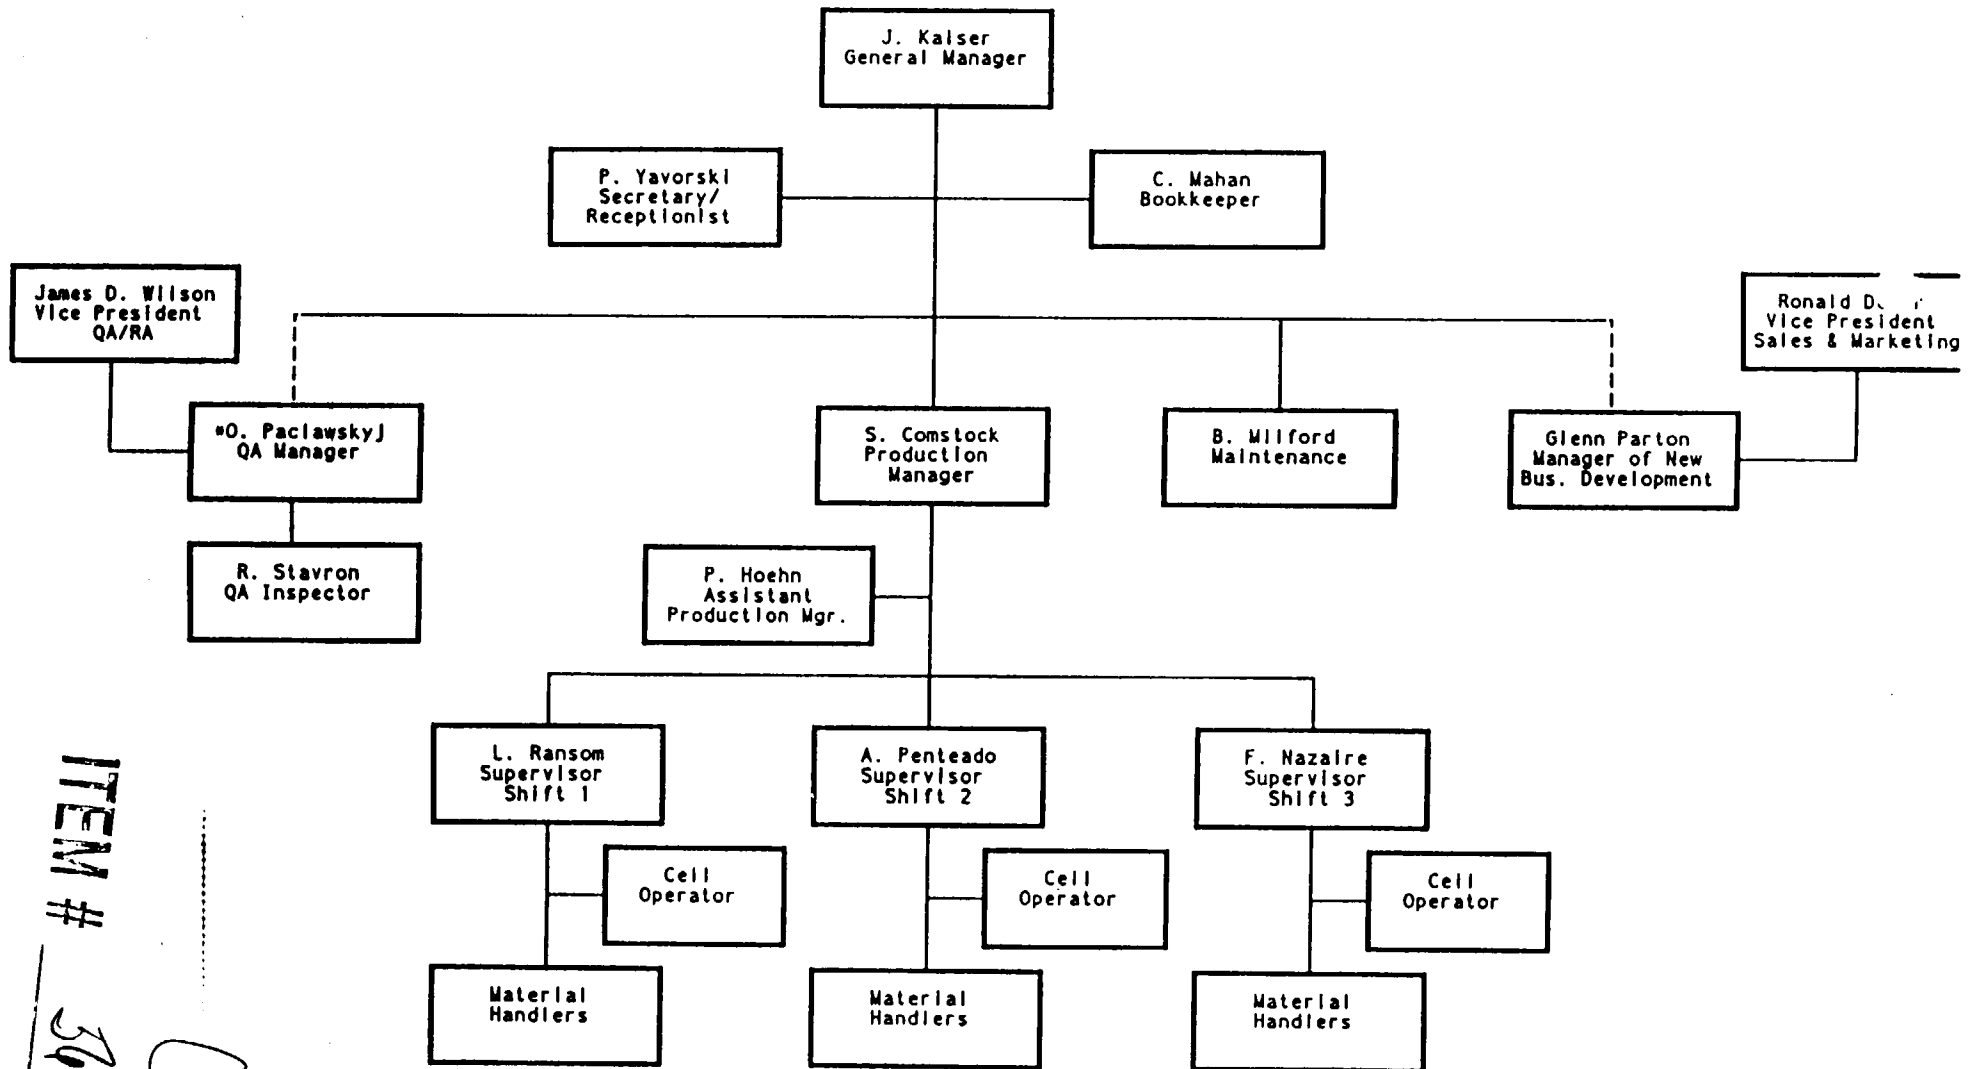 J. Kaiser
General Manager
P. Yavorski
Secretary/
Receptionist
C. Mahan
Bookkeeper
James D. Wilson
Vice President
QA/RA
Ronald
Vice President
Sales & Marketing
*O. Paclawskyj
QA Manager
S. Comstock
Production
Manager
B. Milford
Maintenance
Glenn Parton
Manager of New
Bus. Development
R. Stavron
QA Inspector
P. Hoehn
Assistant
Production Mgr.
L. Ransom
Supervisor
Shift 1
A. Penteado
Supervisor
Shift 2
F. Nazaire
Supervisor
Shift 3
Cell
Operator
Cell
Operator
Cell
Operator
Material
Handlers
Material
Handlers
Material
Handlers
ITEM #